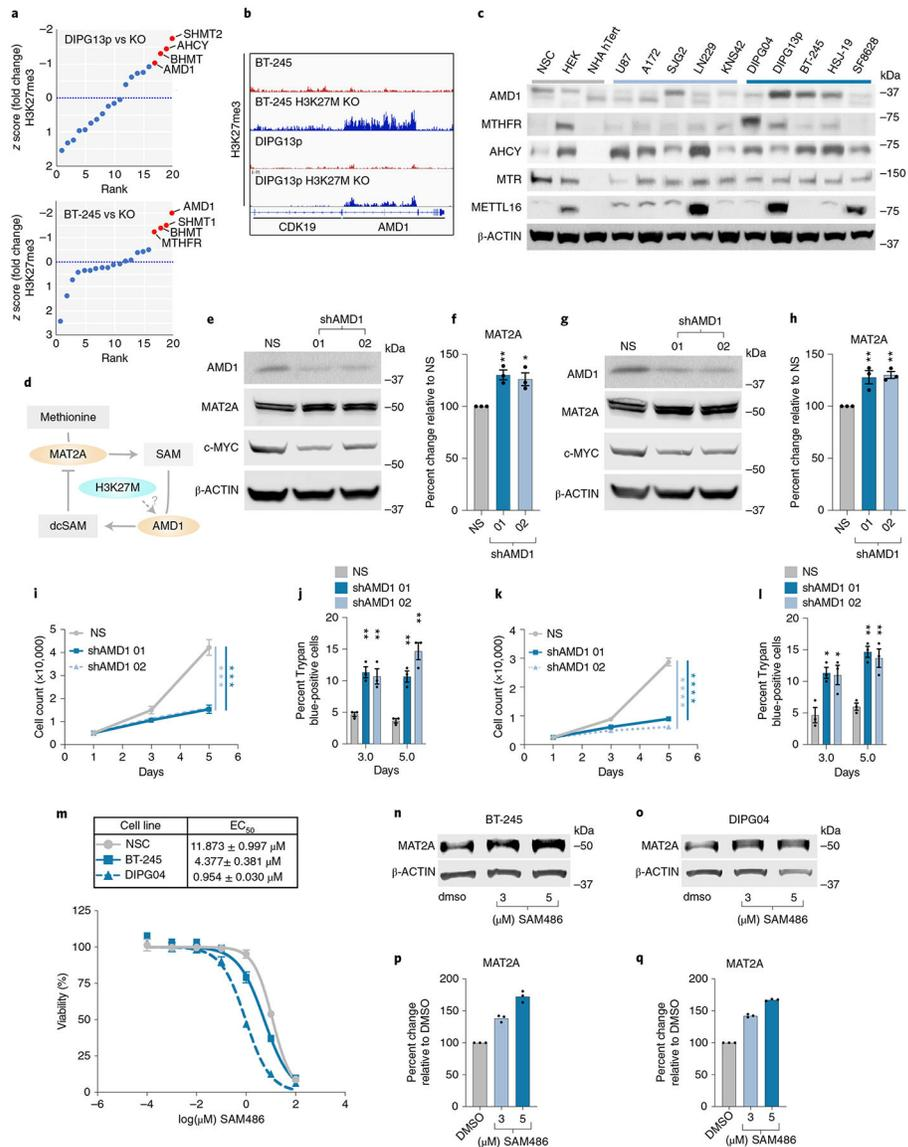 a
−2
−1
0
1
2
z score (fold change)
H3K27me3
DIPG13p vs KO
SHMT2
AHCY
BHMT
AMD1
0 5 10 15 20
Rank
−2
−1
0
1
2
3
z score (fold change)
H3K27me3
BT-245 vs KO
AMD1
SHMT1
BHMT
MTHFR
0 5 10 15 20
Rank
b
H3K27me3
BT-245
BT-245 H3K27M KO
DIPG13p
DIPG13p H3K27M KO
CDK19 AMD1
c
NSC HEK NHA hTert U87 A172 SJG2 LN229 KNS42 DIPG04 DIPG13p BT-245 HSJ-19 SF8628
kDa
AMD1 −37
MTHFR −75
AHCY −75
MTR −150
METTL16 −75
β-ACTIN −37
d
Methionine
MAT2A SAM
H3K27M ?
dcSAM AMD1
e
shAMD1
NS 01 02 kDa
AMD1 −37
MAT2A −50
c-MYC −50
β-ACTIN −37
f
MAT2A
Percent change relative to NS
150
100
50
0
** *
NS 01 02
shAMD1
g
shAMD1
NS 01 02 kDa
AMD1 −37
MAT2A −50
c-MYC −50
β-ACTIN −37
h
MAT2A
Percent change relative to NS
150
100
50
0
** **
NS 01 02
shAMD1
i
Cell count (×10,000)
5
4
3
2
1
0
NS
shAMD1 01
shAMD1 02
*** ***
0 1 2 3 4 5 6
Days
j
NS
shAMD1 01
shAMD1 02
Percent Trypan
blue-positive cells
20
15
10
5
0
** ** ** **
3.0 5.0
Days
k
Cell count (×10,000)
4
3
2
1
0
NS
shAMD1 01
shAMD1 02
**** ****
0 1 2 3 4 5 6
Days
l
NS
shAMD1 01
shAMD1 02
Percent Trypan
blue-positive cells
20
15
10
5
0
* * ** **
3.0 5.0
Days
m
Cell line EC50
NSC 11.873 ± 0.997 μM
BT-245 4.377± 0.381 μM
DIPG04 0.954 ± 0.030 μM
Viability (%)
125
100
75
50
25
0
−6 −4 −2 0 2 4
log(μM) SAM486
n
BT-245
kDa
MAT2A −50
β-ACTIN −37
dmso 3 5
(μM) SAM486
o
DIPG04
kDa
MAT2A −50
β-ACTIN −37
dmso 3 5
(μM) SAM486
p
MAT2A
Percent change
relative to DMSO
200
150
100
50
0
DMSO 3 5
(μM) SAM486
q
MAT2A
Percent change
relative to DMSO
200
150
100
50
0
DMSO 3 5
(μM) SAM486